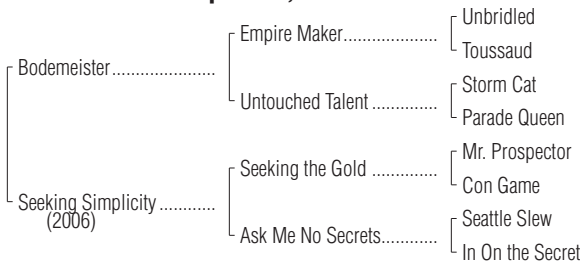 Unbridled
Empire Maker....................
Toussaud
Bodemeister......................
Storm Cat
Untouched Talent ..............
Parade Queen
Mr. Prospector
Seeking the Gold ..............
Con Game
Seeking Simplicity ............
(2006)
Seattle Slew
Ask Me No Secrets............
In On the Secret